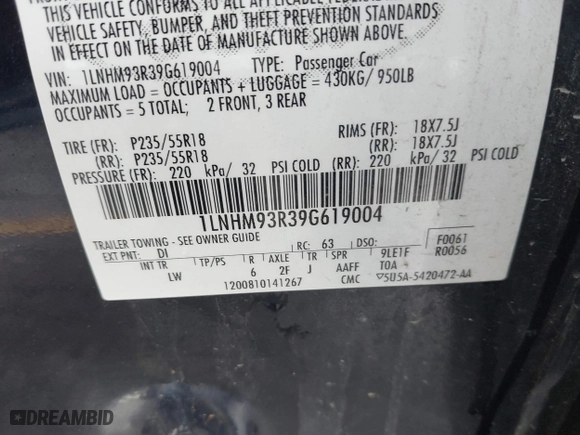 THIS VEHICLE CONFORMS TO ALL APPLICABLE FEDERAL
VEHICLE SAFETY, BUMPER, AND THEFT PREVENTION STANDARDS
IN EFFECT ON THE DATE OF MANUFACTURE SHOWN ABOVE.
VIN: 1LNHM93R39G619004 TYPE: Passenger Car
MAXIMUM LOAD = OCCUPANTS + LUGGAGE = 430KG/ 950LB
OCCUPANTS = 5 TOTAL; 2 FRONT, 3 REAR
TIRE (FR): P235/55R18 RIMS (FR): 18X7.5J
(RR): P235/55R18 (RR): 18X7.5J
PRESSURE (FR): 220 kPa/ 32 PSI COLD (RR): 220 kPa/ 32 PSI COLD
1LNHM93R39G619004
TRAILER TOWING - SEE OWNER GUIDE
EXT PNT: DI RC: 63 DSO: F0061
INT TR TP/PS R T J SPR 9LE1F R0056
LW 6 2F J AAFF TOA
1200810141267 CMC 5U5A-5420472-AA
DREAMBID